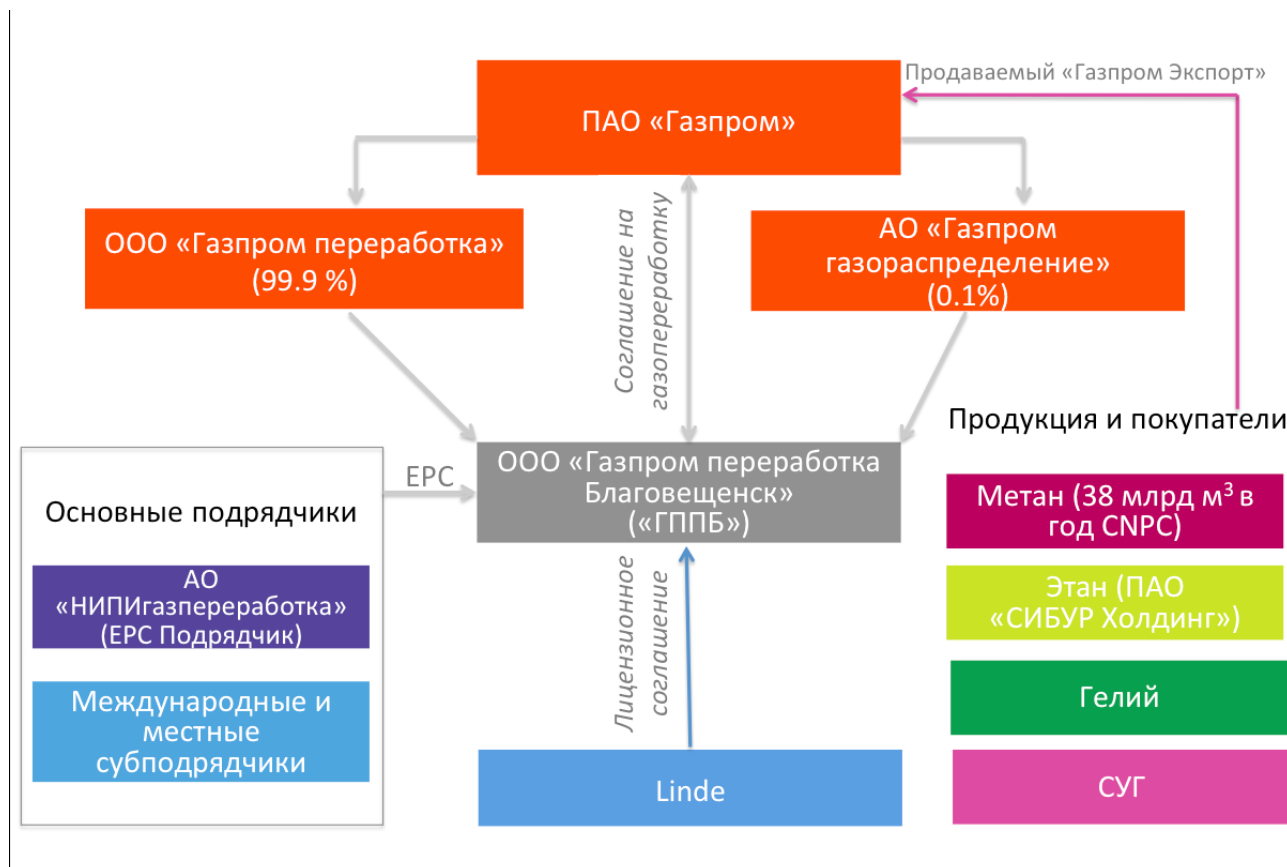 Продаваемый «Газпром Экспорт»
ПАО «Газпром»
ООО «Газпром переработка»
(99.9 %)
Соглашение на
газопереработку
АО «Газпром
газораспределение»
(0.1%)
Основные подрядчики
АО
«НИПИгазпереработка»
(ЕРС Подрядчик)
Международные и
местные
субподрядчики
ЕРС
ООО «Газпром переработка
Благовещенск»
(«ГППБ»)
Лицензионное
соглашение
Linde
Продукция и покупатели
Метан (38 млрд м³ в
год CNPC)
Этан (ПАО
«СИБУР Холдинг»)
Гелий
СУГ